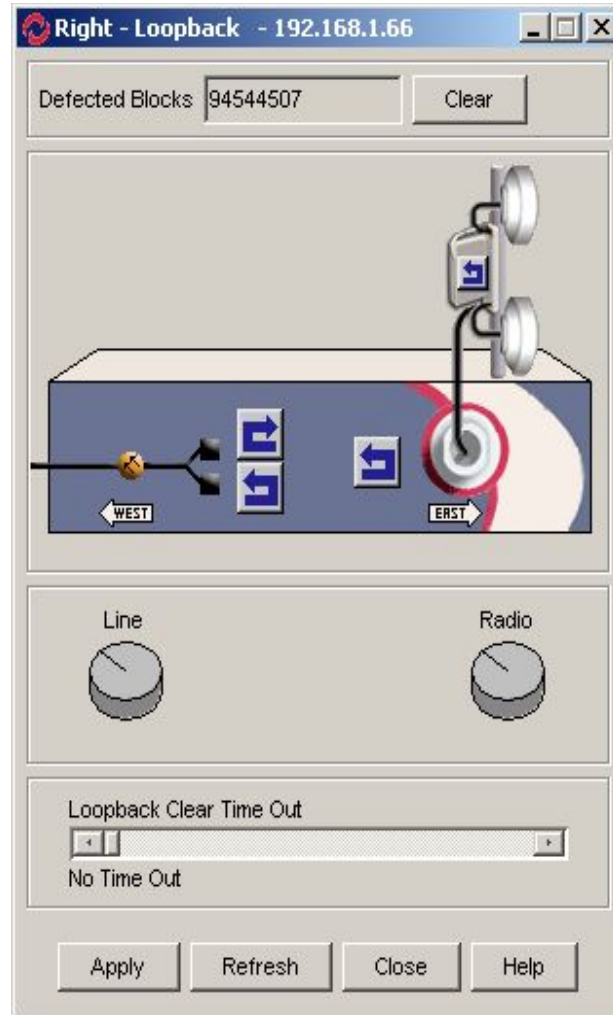 Right - Loopback - 192.168.1.66
Defected Blocks 94544507 Clear
WEST EAST
Line Radio
Loopback Clear Time Out
No Time Out
Apply Refresh Close Help